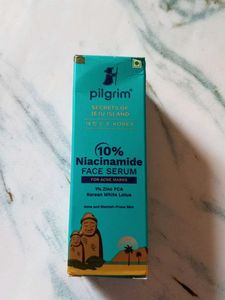 pilgrim
SECRETS OF
JEJU ISLAND
10%
Niacinamide
FACE SERUM
FOR ACNE MARKS
1% Zinc PCA
Korean White Lotus
Acne and Blemish-Prone Skin